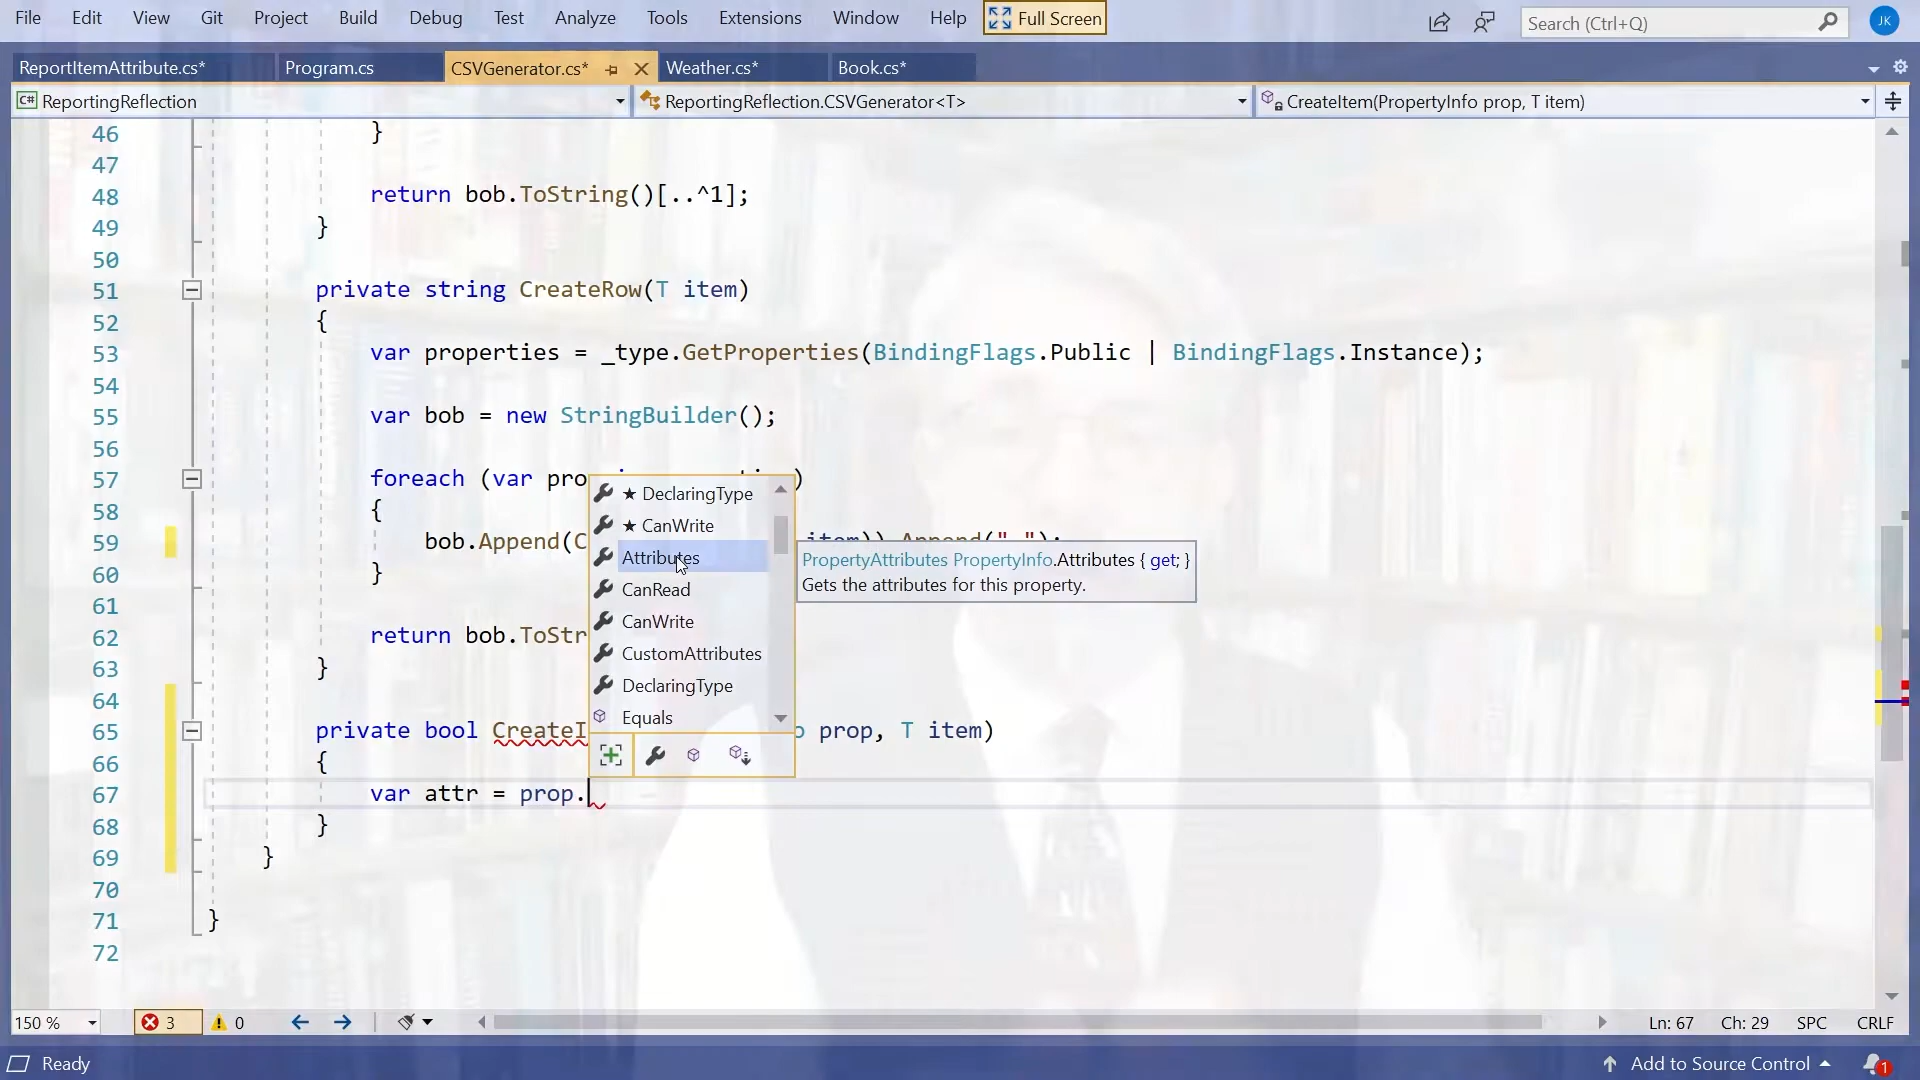 File Edit View Git Project Build Debug Test Analyze Tools Extensions Window Help Full Screen Search (Ctrl+Q) JK
ReportItemAttribute.cs* Program.cs CSVGenerator.cs* Weather.cs* Book.cs*
C# ReportingReflection ReportingReflection.CSVGenerator<T> CreateItem(PropertyInfo prop, T item)
46 }
47
48 return bob.ToString()[..^1];
49 }
50
51 private string CreateRow(T item)
52 {
53 var properties = _type.GetProperties(BindingFlags.Public | BindingFlags.Instance);
54
55 var bob = new StringBuilder();
56
57 foreach (var pro )
58 {
59 bob.Append(C item)).Append(" ");
60 }
61
62 return bob.ToStr
63 }
64
65 private bool CreateI o prop, T item)
66 {
67 var attr = prop.
68 }
69 }
70
71 }
72
★ DeclaringType
★ CanWrite
Attributes
CanRead
CanWrite
CustomAttributes
DeclaringType
Equals
PropertyAttributes PropertyInfo.Attributes { get; }
Gets the attributes for this property.
150 % 3 0 Ln: 67 Ch: 29 SPC CRLF
Ready Add to Source Control 1